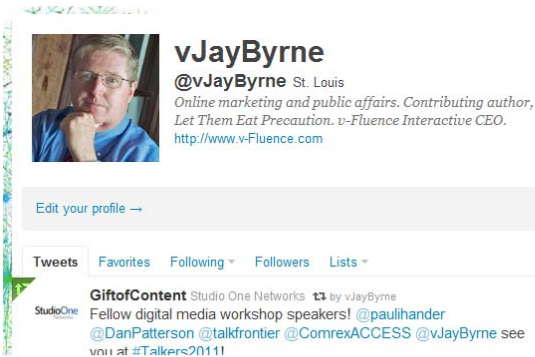 vJayByrne
@vJayByrne St. Louis
Online marketing and public affairs. Contributing author,
Let Them Eat Precaution. v-Fluence Interactive CEO.
http://www.v-Fluence.com
Edit your profile →
Tweets Favorites Following Followers Lists
GiftofContent Studio One Networks by vJayByrne
StudioOne
Networks
Fellow digital media workshop speakers! @paulihander
@DanPatterson @talkfrontier @ComrexACCESS @vJayByrne see
you at #Talkers2011!